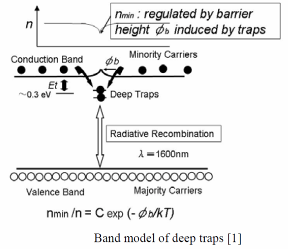 n
nmin : regulated by barrier
height ϕb induced by traps
Conduction Band
ϕb
Minority Carriers
Et
~0.3 eV
Deep Traps
Radiative Recombination
λ = 1600nm
Valence Band
Majority Carriers
nmin /n = C exp (- ϕb/kT)
Band model of deep traps [1]